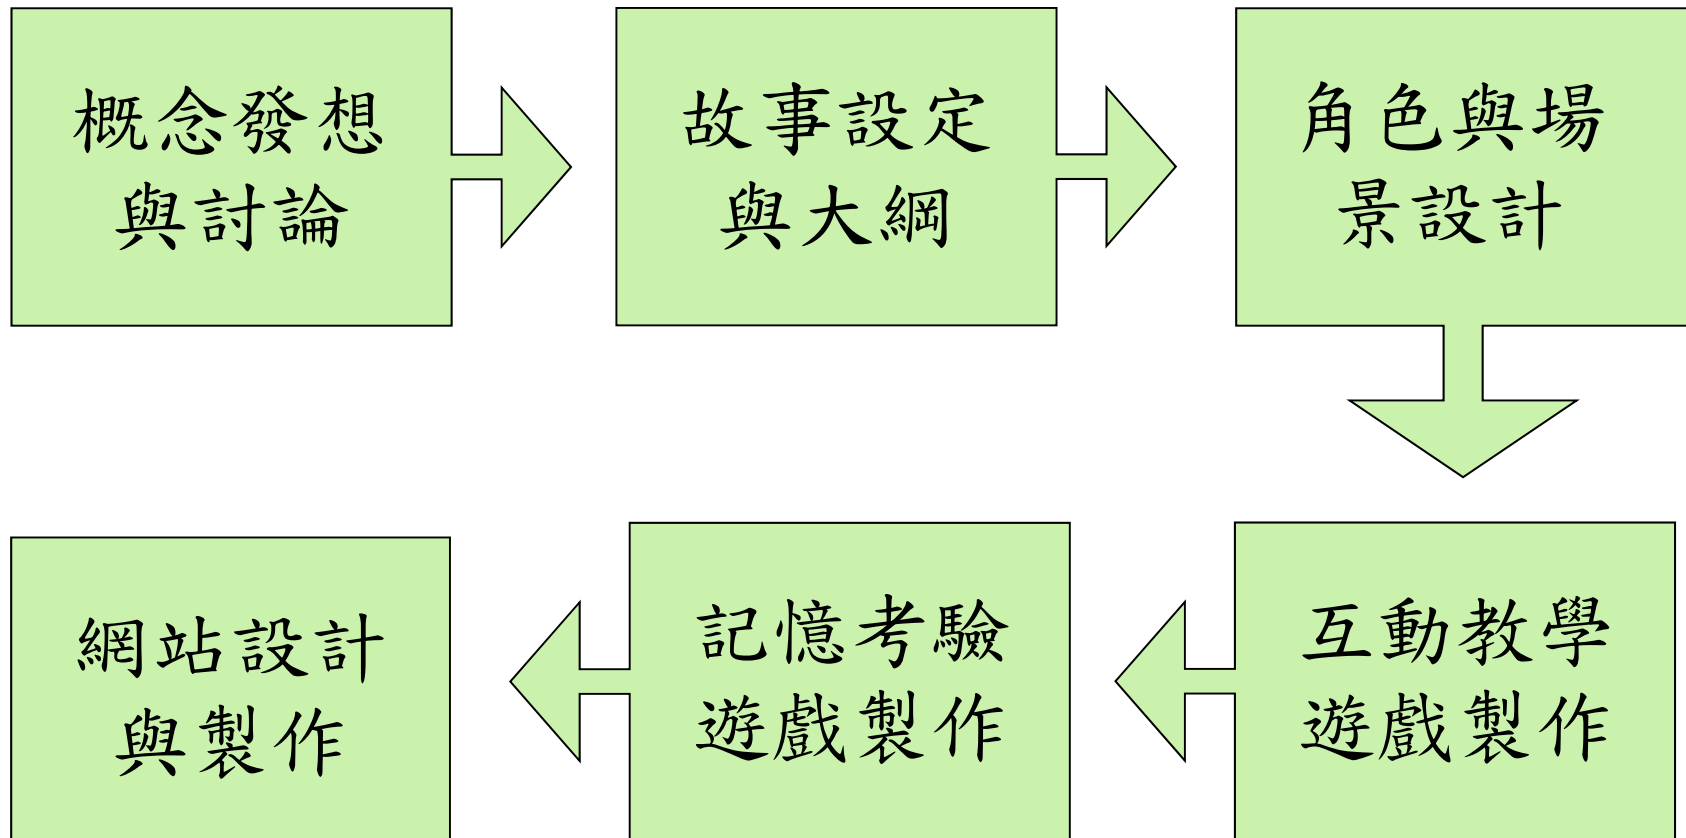 概念發想
與討論
故事設定
與大綱
角色與場
景設計
互動教學
遊戲製作
記憶考驗
遊戲製作
網站設計
與製作